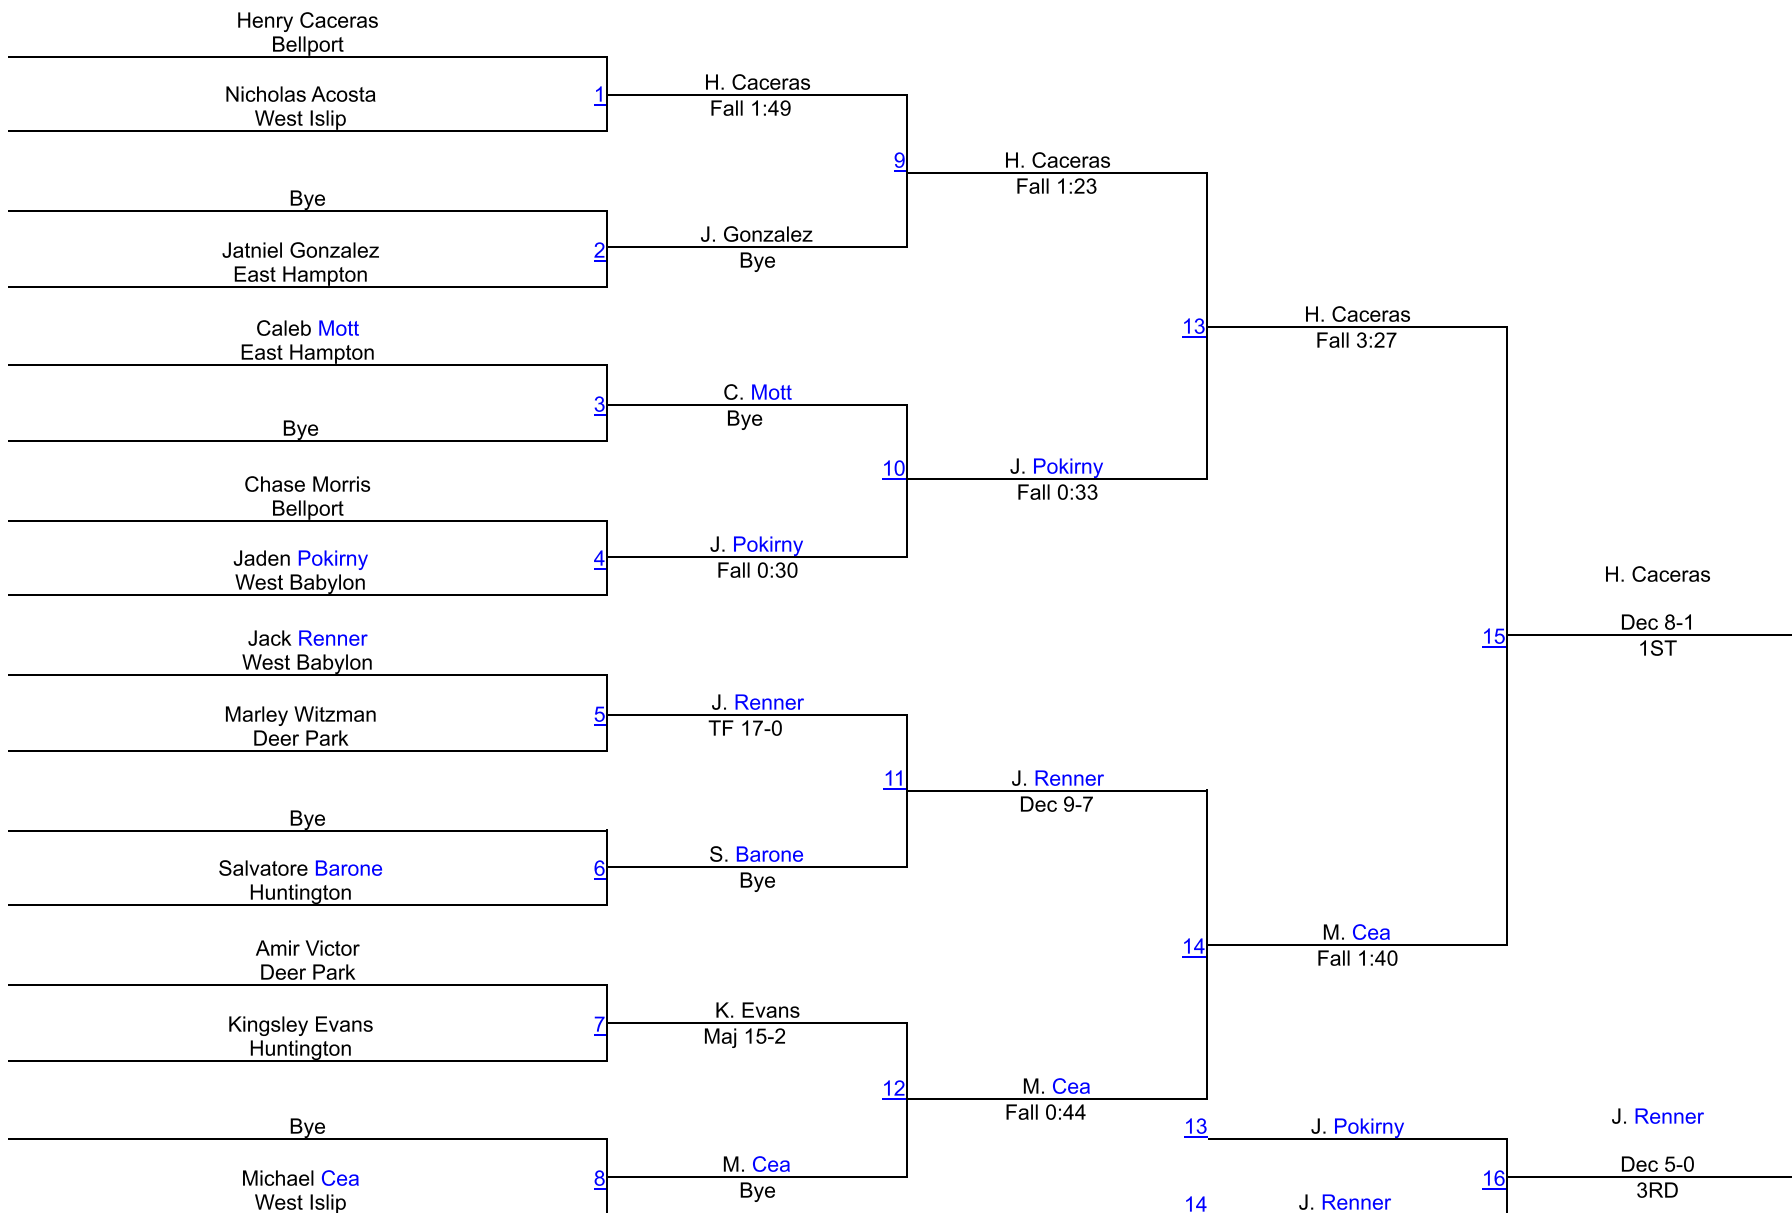 Henry Caceras
Bellport
Nicholas Acosta
West Islip
1
H. Caceras
Fall 1:49
Bye
Jatniel Gonzalez
East Hampton
2
J. Gonzalez
Bye
9
H. Caceras
Fall 1:23
Caleb Mott
East Hampton
Bye
3
C. Mott
Bye
Chase Morris
Bellport
Jaden Pokirny
West Babylon
4
J. Pokirny
Fall 0:30
10
J. Pokirny
Fall 0:33
13
H. Caceras
Fall 3:27
Jack Renner
West Babylon
Marley Witzman
Deer Park
5
J. Renner
TF 17-0
Bye
Salvatore Barone
Huntington
6
S. Barone
Bye
11
J. Renner
Dec 9-7
Amir Victor
Deer Park
Kingsley Evans
Huntington
7
K. Evans
Maj 15-2
Bye
Michael Cea
West Islip
8
M. Cea
Bye
12
M. Cea
Fall 0:44
14
M. Cea
Fall 1:40
15
H. Caceras
Dec 8-1
1ST
13
J. Pokirny
14
J. Renner
16
J. Renner
Dec 5-0
3RD